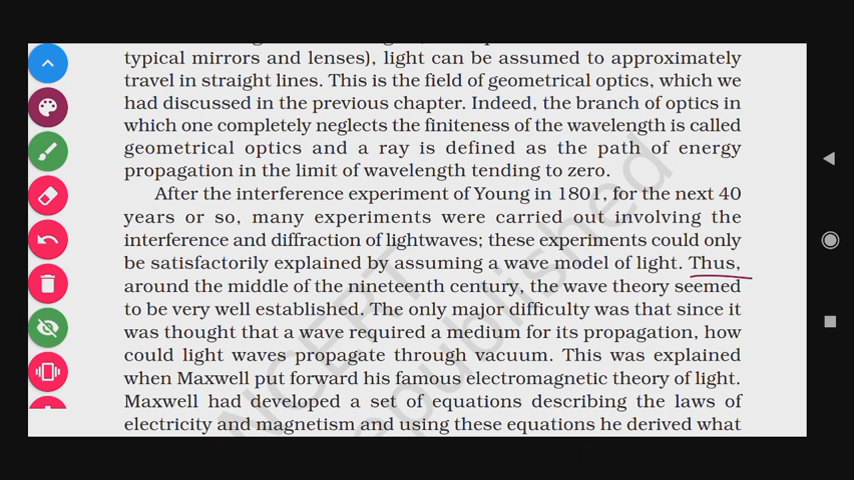 typical mirrors and lenses), light can be assumed to approximately
travel in straight lines. This is the field of geometrical optics, which we
had discussed in the previous chapter. Indeed, the branch of optics in
which one completely neglects the finiteness of the wavelength is called
geometrical optics and a ray is defined as the path of energy
propagation in the limit of wavelength tending to zero.
After the interference experiment of Young in 1801, for the next 40
years or so, many experiments were carried out involving the
interference and diffraction of lightwaves; these experiments could only
be satisfactorily explained by assuming a wave model of light. Thus,
around the middle of the nineteenth century, the wave theory seemed
to be very well established. The only major difficulty was that since it
was thought that a wave required a medium for its propagation, how
could light waves propagate through vacuum. This was explained
when Maxwell put forward his famous electromagnetic theory of light.
Maxwell had developed a set of equations describing the laws of
electricity and magnetism and using these equations he derived what
NCERT
republished